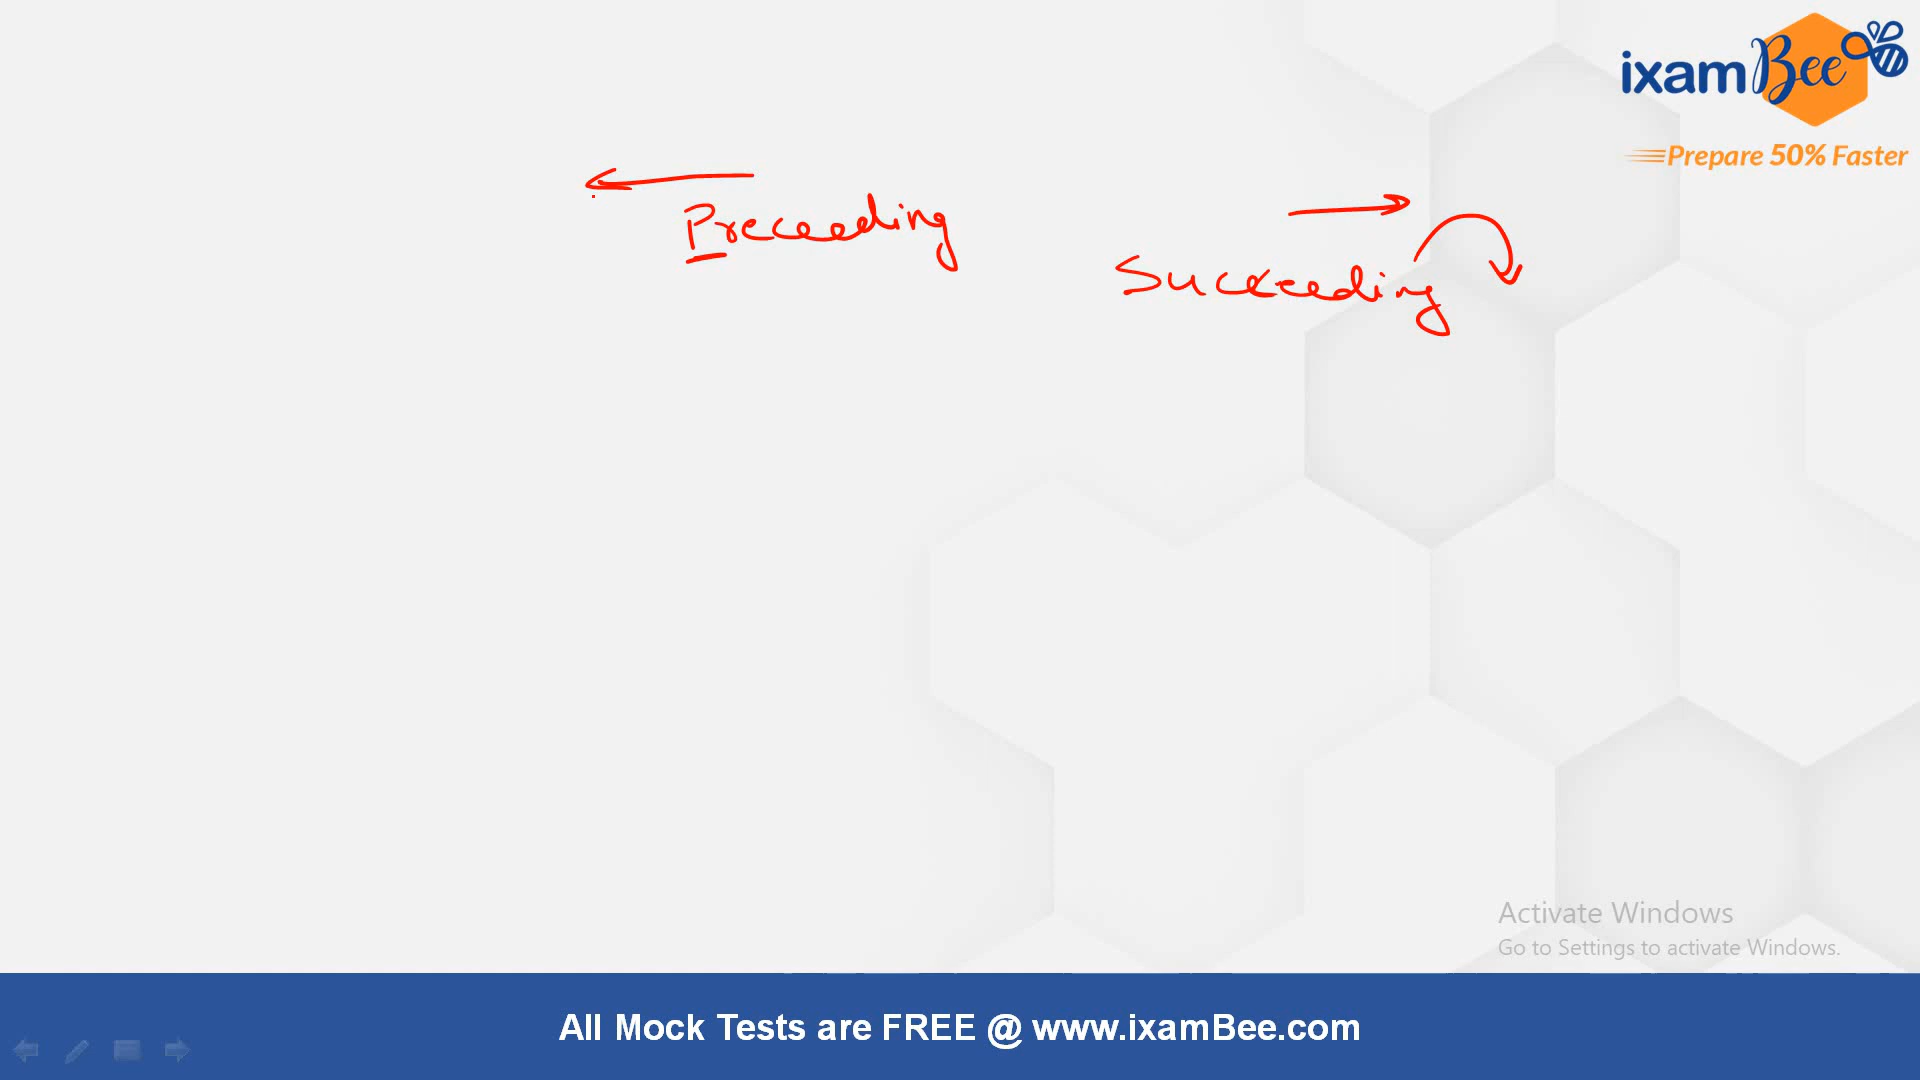 ixamBee
Prepare 50% Faster
Preceeding
Succeeding
Activate Windows
Go to Settings to activate Windows.
All Mock Tests are FREE @ www.ixamBee.com